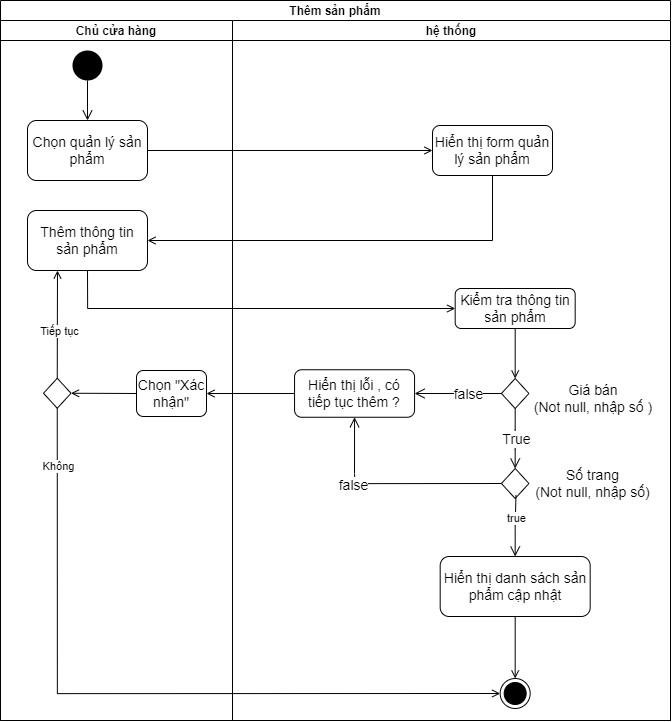 Thêm sản phẩm
Chủ cửa hàng
hệ thống
Chọn quản lý sản
phẩm
Hiển thị form quản
lý sản phẩm
Thêm thông tin
sản phẩm
Kiểm tra thông tin
sản phẩm
Tiếp tục
Chọn "Xác
nhận"
Hiển thị lỗi , có
tiếp tục thêm ?
false
Giá bán
(Not null, nhập số )
True
Không
false
Số trang
(Not null, nhập số)
true
Hiển thị danh sách sản
phẩm cập nhật